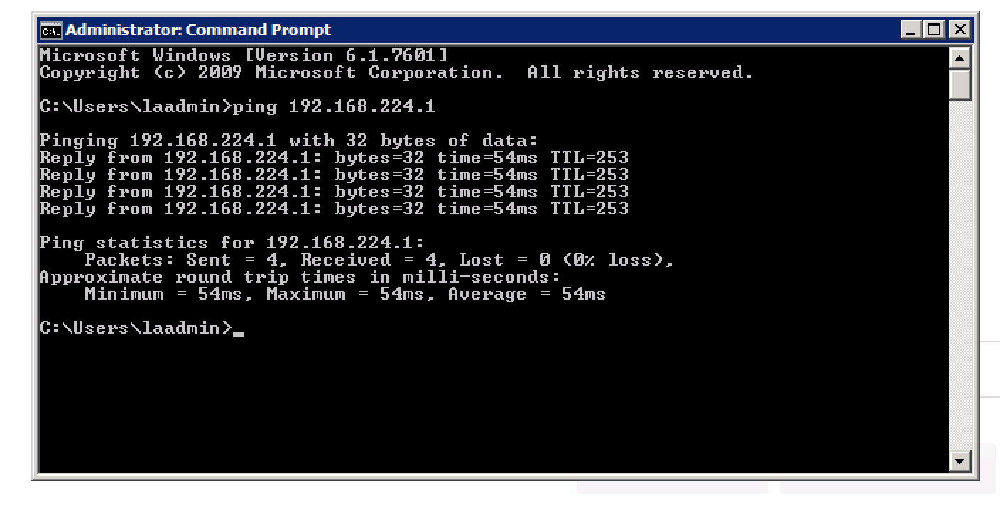 Administrator: Command Prompt
Microsoft Windows [Version 6.1.7601]
Copyright (c) 2009 Microsoft Corporation.  All rights reserved.
C:\Users\laadmin>ping 192.168.224.1
Pinging 192.168.224.1 with 32 bytes of data:
Reply from 192.168.224.1: bytes=32 time=54ms TTL=253
Reply from 192.168.224.1: bytes=32 time=54ms TTL=253
Reply from 192.168.224.1: bytes=32 time=54ms TTL=253
Reply from 192.168.224.1: bytes=32 time=54ms TTL=253
Ping statistics for 192.168.224.1:
    Packets: Sent = 4, Received = 4, Lost = 0 (0% loss),
Approximate round trip times in milli-seconds:
    Minimum = 54ms, Maximum = 54ms, Average = 54ms
C:\Users\laadmin>_